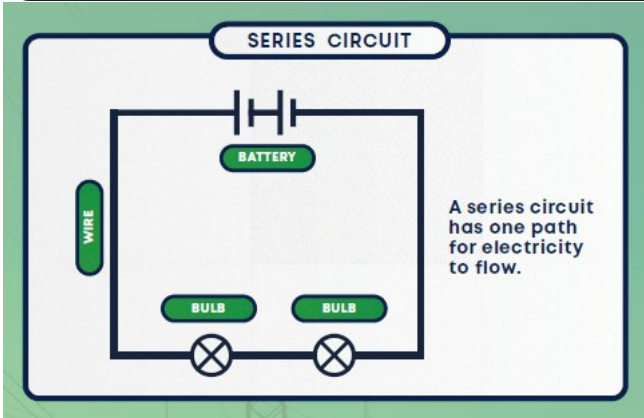 SERIES CIRCUIT
BATTERY
WIRE
A series circuit
has one path
for electricity
to flow.
BULB
BULB